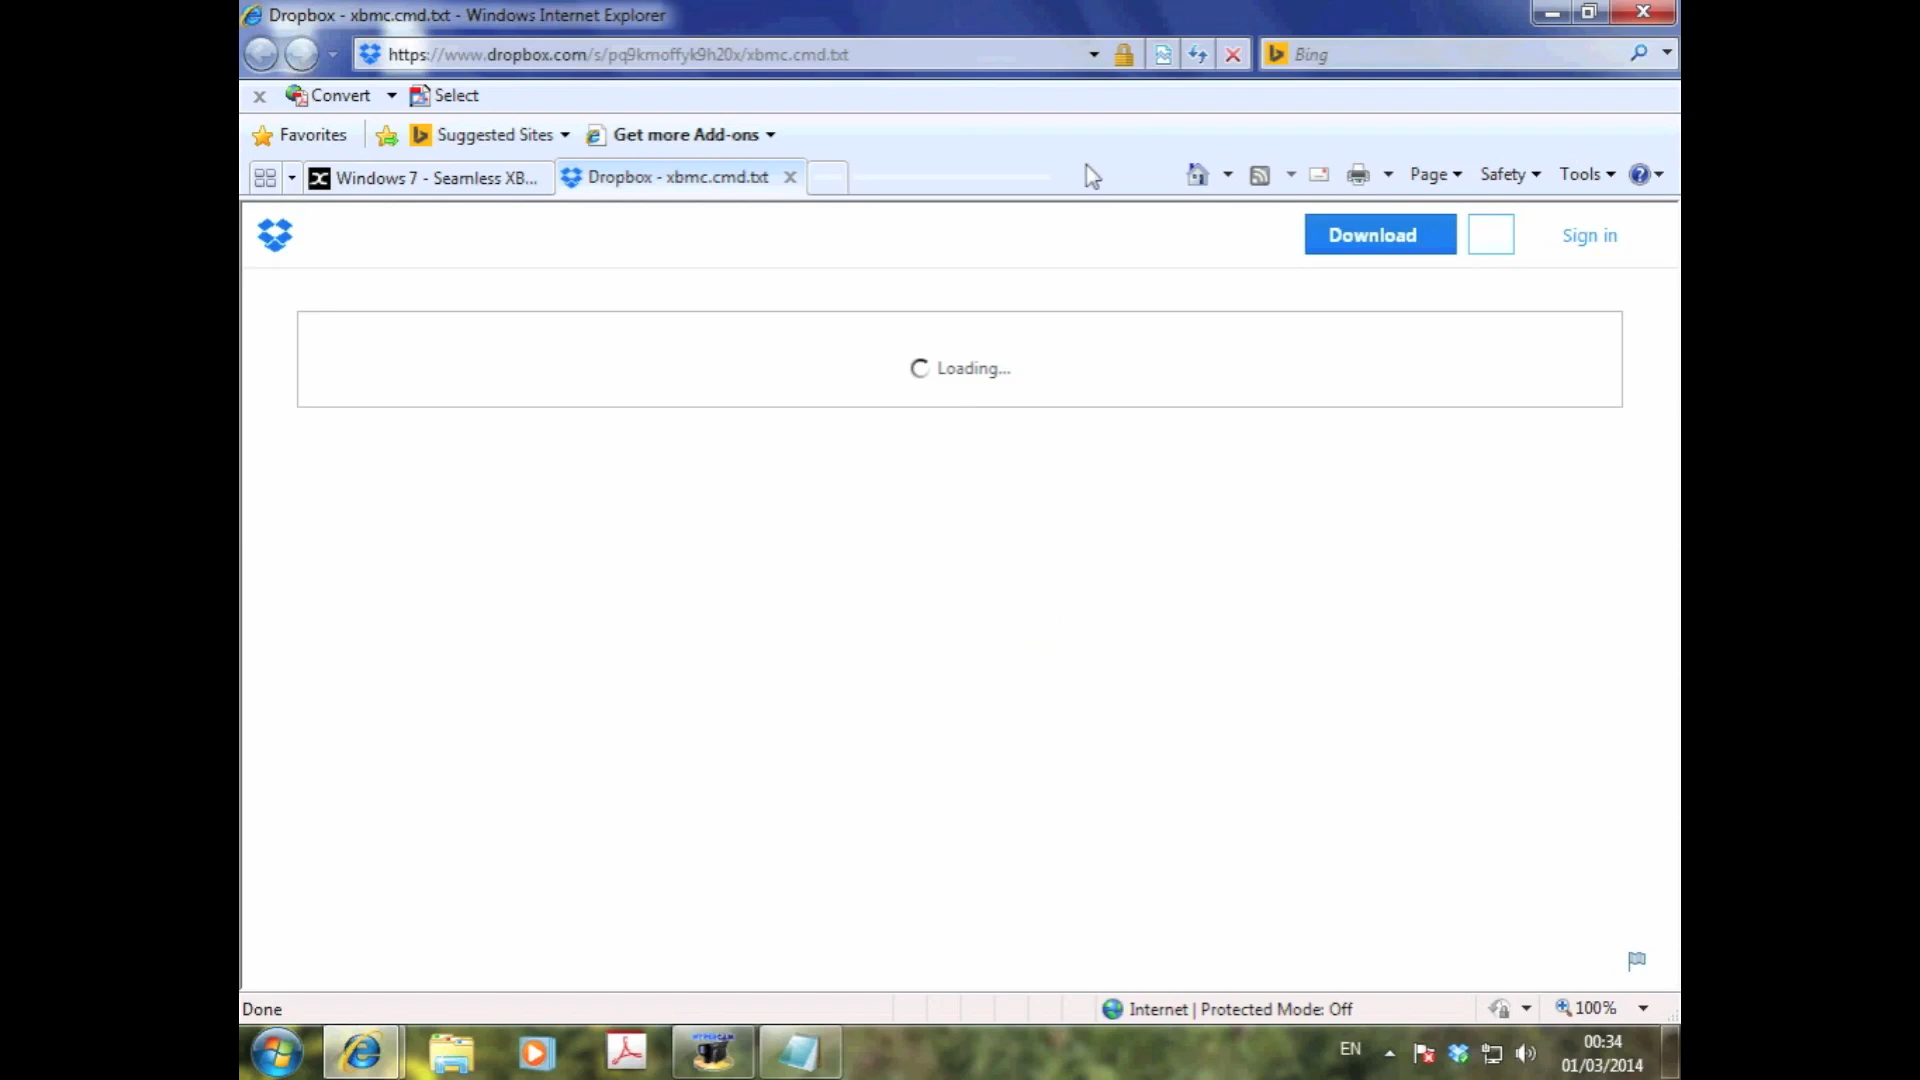 Dropbox - xbmc.cmd.txt - Windows Internet Explorer
https://www.dropbox.com/s/pq9kmoffyk9h20x/xbmc.cmd.txt
Bing
Convert
Select
Favorites
Suggested Sites
Get more Add-ons
Windows 7 - Seamless XB...
Dropbox - xbmc.cmd.txt
Page
Safety
Tools
Download
Sign in
Loading...
Done
Internet | Protected Mode: Off
100%
HYPERCAM
EN
00:34
01/03/2014